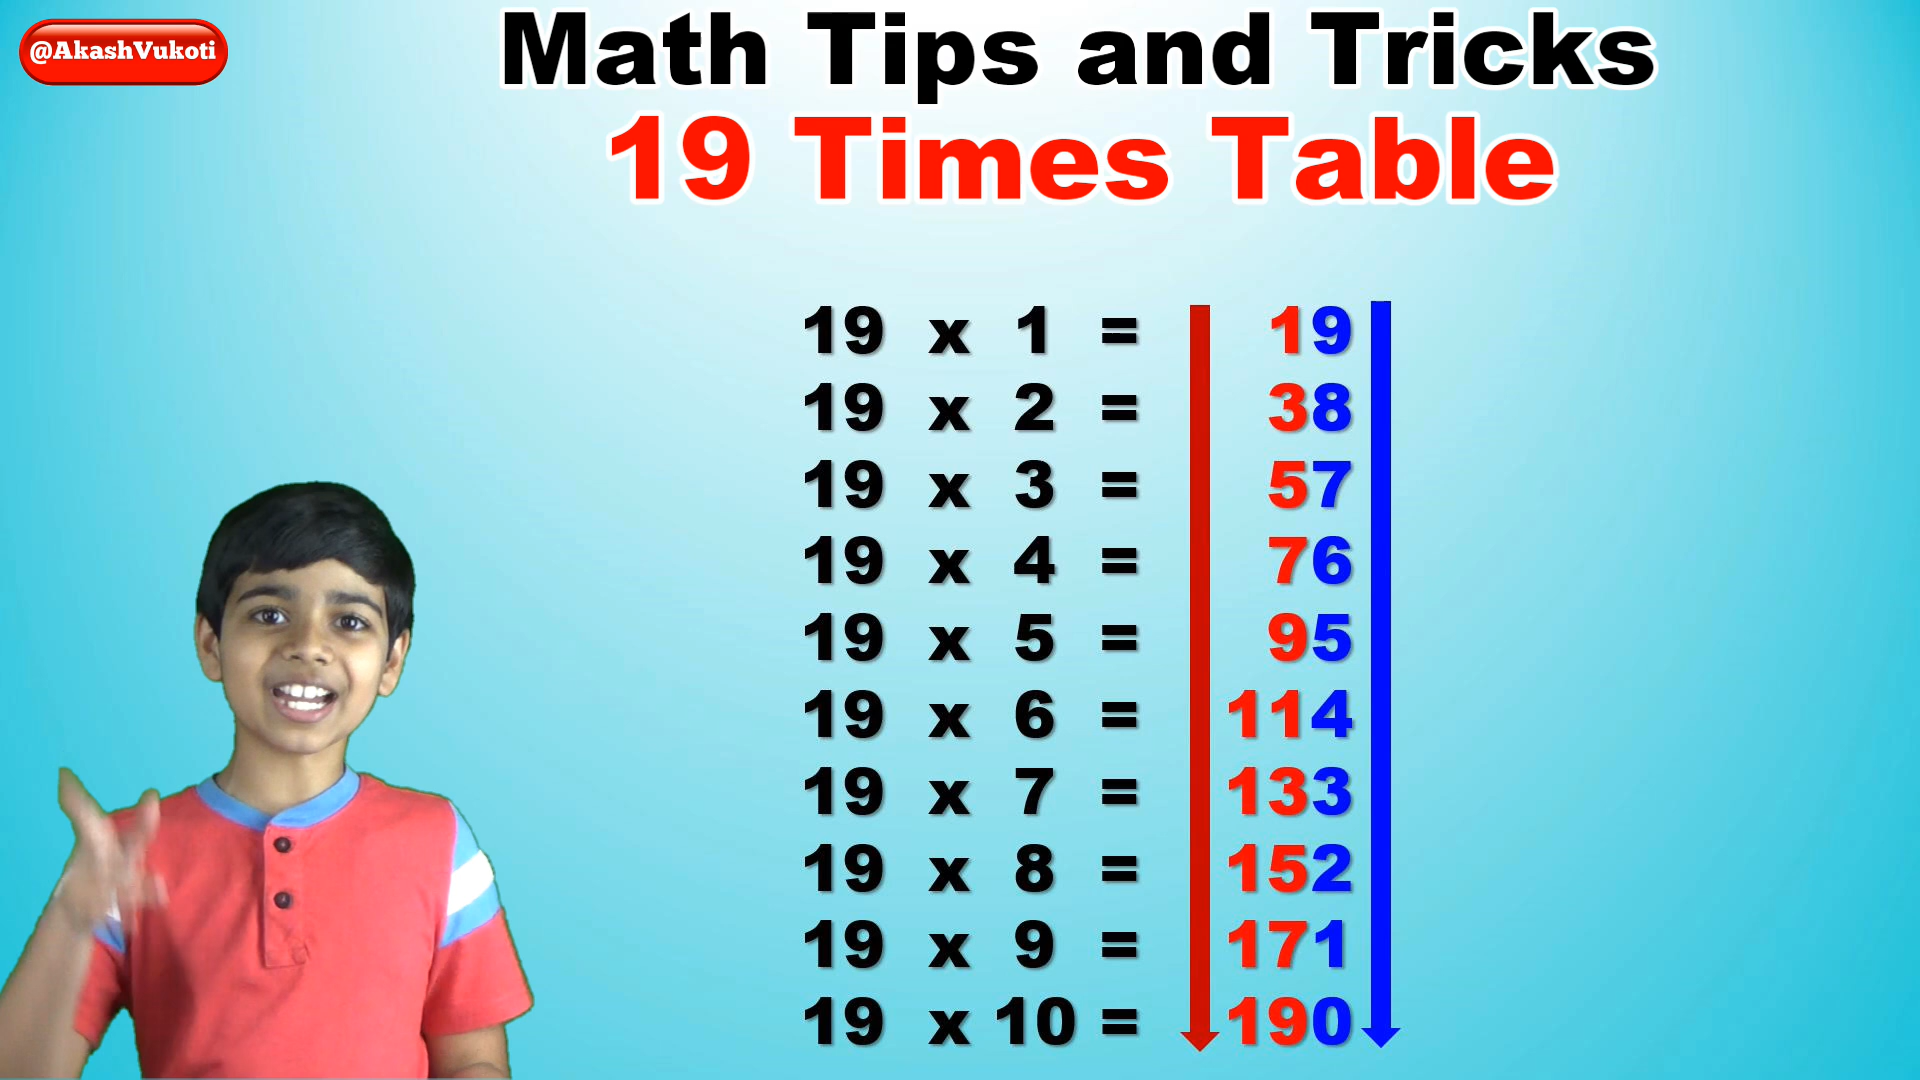 @AkashVukoti
Math Tips and Tricks
19 Times Table
19 x 1 = 19
19 x 2 = 38
19 x 3 = 57
19 x 4 = 76
19 x 5 = 95
19 x 6 = 114
19 x 7 = 133
19 x 8 = 152
19 x 9 = 171
19 x 10 = 190